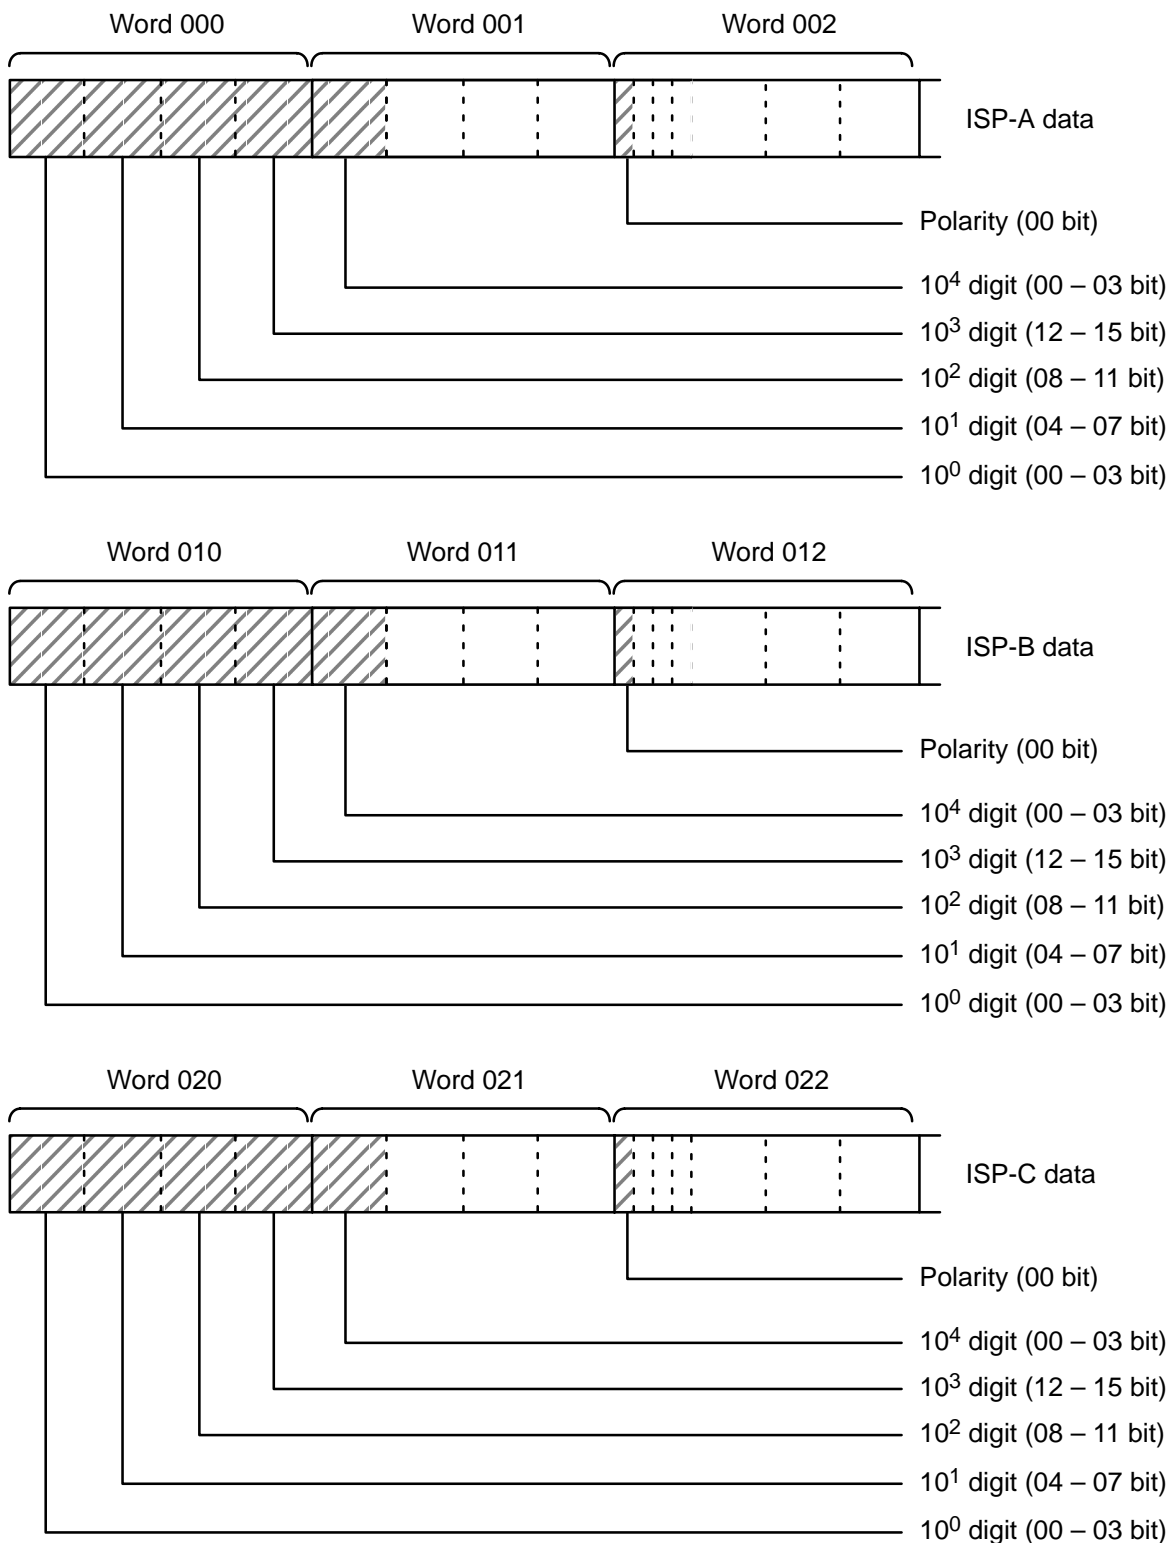 Word 000 Word 001 Word 002
ISP-A data
Polarity (00 bit)
10⁴ digit (00 – 03 bit)
10³ digit (12 – 15 bit)
10² digit (08 – 11 bit)
10¹ digit (04 – 07 bit)
10⁰ digit (00 – 03 bit)
Word 010 Word 011 Word 012
ISP-B data
Polarity (00 bit)
10⁴ digit (00 – 03 bit)
10³ digit (12 – 15 bit)
10² digit (08 – 11 bit)
10¹ digit (04 – 07 bit)
10⁰ digit (00 – 03 bit)
Word 020 Word 021 Word 022
ISP-C data
Polarity (00 bit)
10⁴ digit (00 – 03 bit)
10³ digit (12 – 15 bit)
10² digit (08 – 11 bit)
10¹ digit (04 – 07 bit)
10⁰ digit (00 – 03 bit)